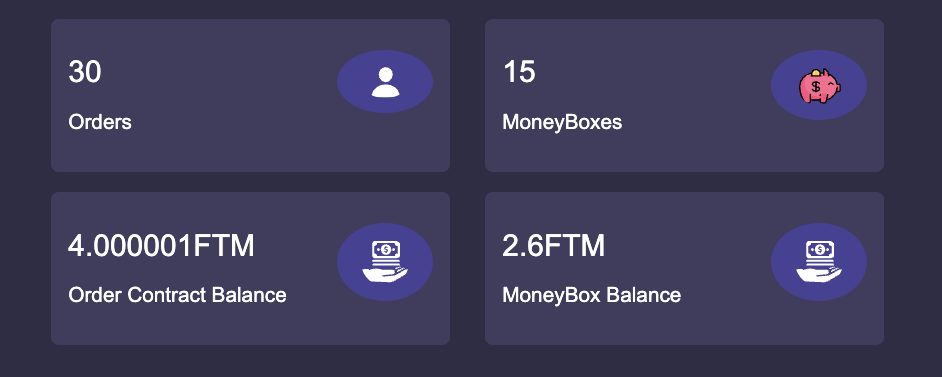 30
Orders
15
MoneyBoxes
4.000001FTM
Order Contract Balance
2.6FTM
MoneyBox Balance